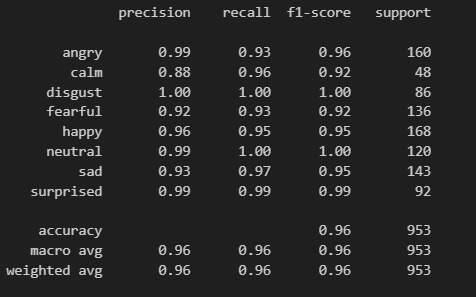 precision recall f1-score support
angry 0.99 0.93 0.96 160
calm 0.88 0.96 0.92 48
disgust 1.00 1.00 1.00 86
fearful 0.92 0.93 0.92 136
happy 0.96 0.95 0.95 168
neutral 0.99 1.00 1.00 120
sad 0.93 0.97 0.95 143
surprised 0.99 0.99 0.99 92
accuracy 0.96 953
macro avg 0.96 0.96 0.96 953
weighted avg 0.96 0.96 0.96 953